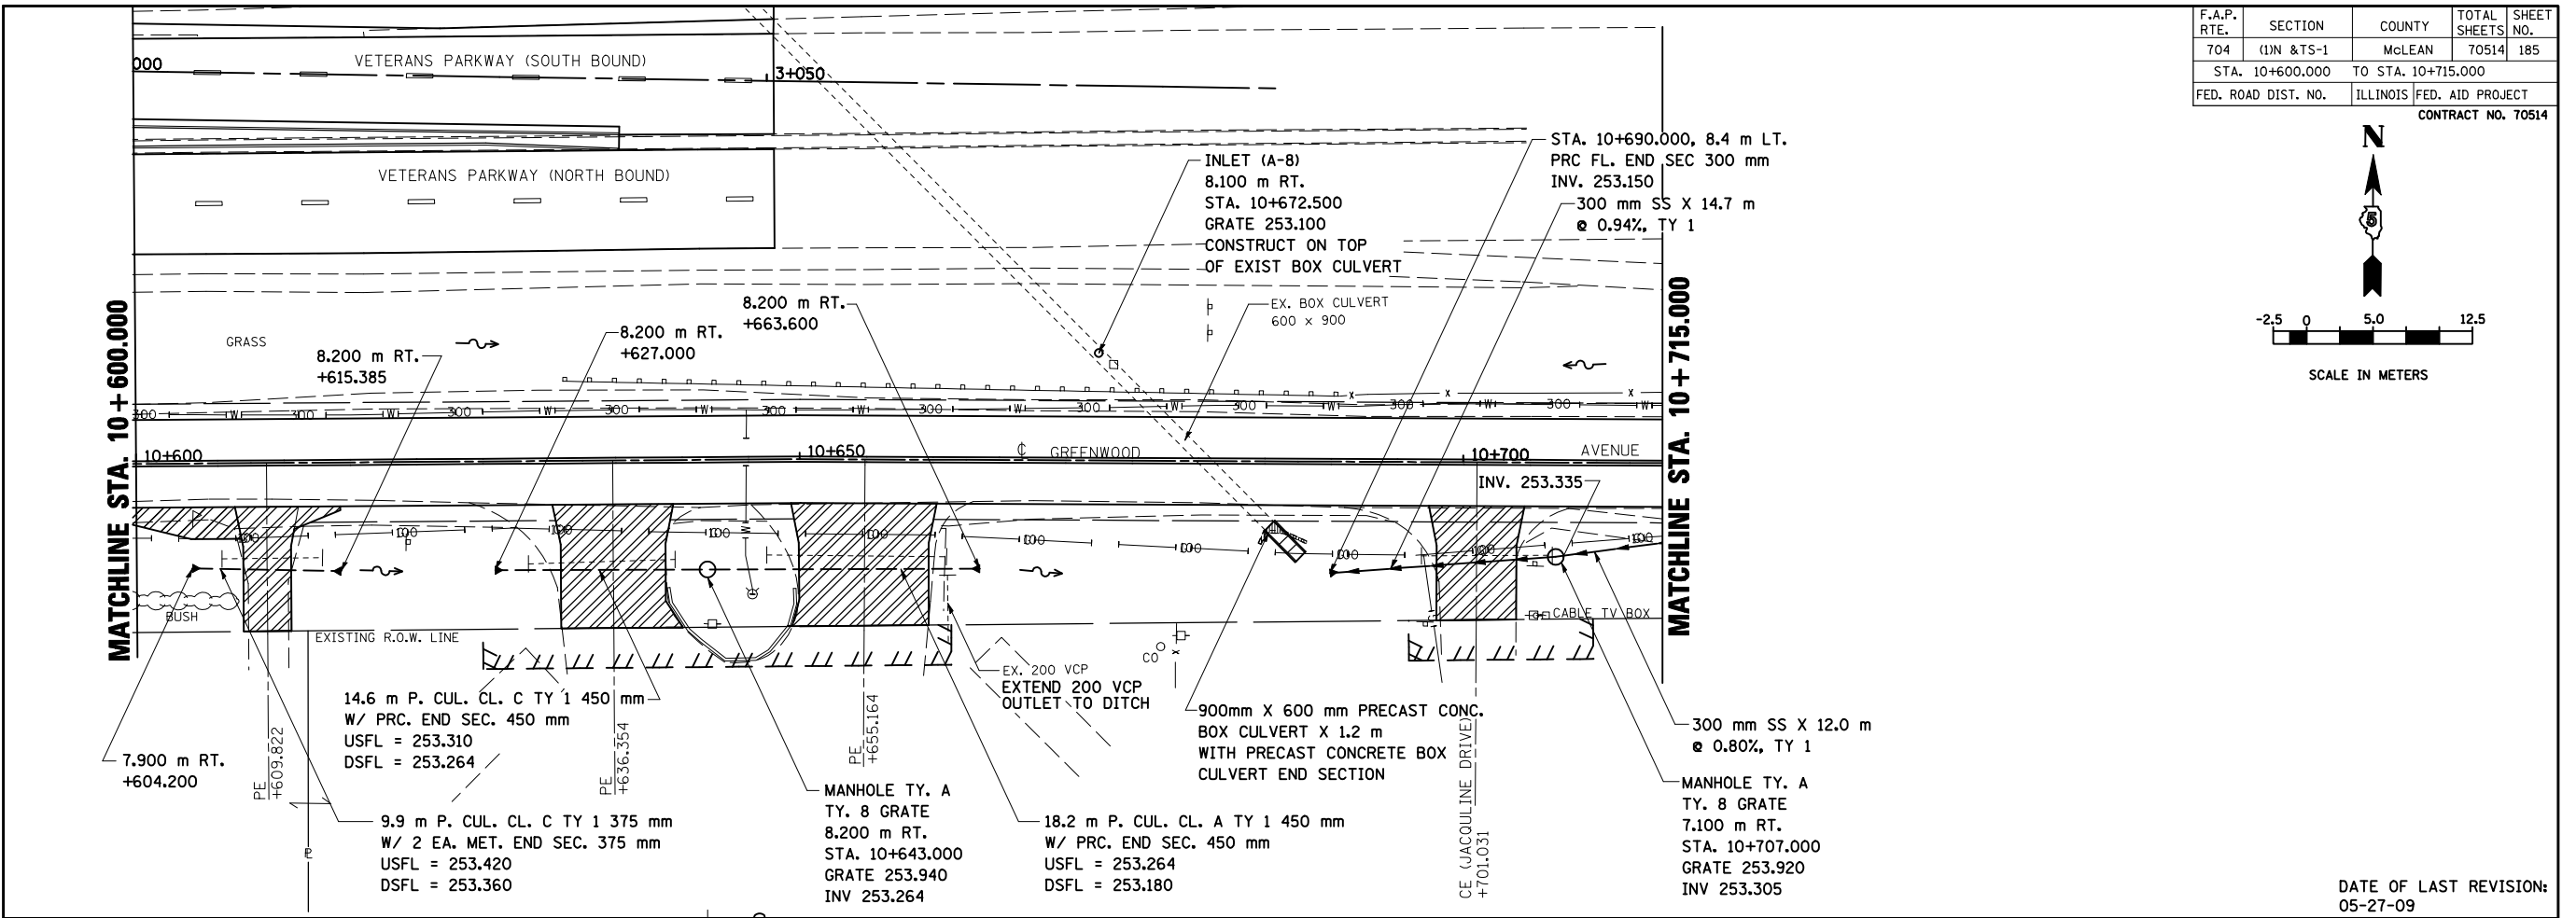 F.A.P. RTE.
SECTION
COUNTY
TOTAL SHEETS
SHEET NO.
704
(1)N &TS-1
McLEAN
70514
185
STA. 10+600.000 TO STA. 10+715.000
FED. ROAD DIST. NO.
ILLINOIS
FED. AID PROJECT
CONTRACT NO. 70514
N
5
-2.5 0 5.0 12.5
SCALE IN METERS
000
VETERANS PARKWAY (SOUTH BOUND)
3+050
VETERANS PARKWAY (NORTH BOUND)
INLET (A-8)
8.100 m RT.
STA. 10+672.500
GRATE 253.100
CONSTRUCT ON TOP
OF EXIST BOX CULVERT
STA. 10+690.000, 8.4 m LT.
PRC FL. END SEC 300 mm
INV. 253.150
300 mm SS X 14.7 m
@ 0.94%, TY 1
EX. BOX CULVERT
600 x 900
GRASS
8.200 m RT.
+615.385
8.200 m RT.
+627.000
8.200 m RT.
+663.600
MATCHLINE STA. 10+600.000
MATCHLINE STA. 10+715.000
300 W 300 W 300 W 300 W 300 W 300 W 300 W 300 W 300 W 300 W
10+600
10+650
℄ GREENWOOD
10+700
AVENUE
INV. 253.335
BUSH
EXISTING R.O.W. LINE
CABLE TV BOX
CO
EX. 200 VCP
EXTEND 200 VCP
OUTLET TO DITCH
7.900 m RT.
+604.200
PE
+609.822
14.6 m P. CUL. CL. C TY 1 450 mm
W/ PRC. END SEC. 450 mm
USFL = 253.310
DSFL = 253.264
PE
+636.354
PE
+655.164
9.9 m P. CUL. CL. C TY 1 375 mm
W/ 2 EA. MET. END SEC. 375 mm
USFL = 253.420
DSFL = 253.360
MANHOLE TY. A
TY. 8 GRATE
8.200 m RT.
STA. 10+643.000
GRATE 253.940
INV 253.264
18.2 m P. CUL. CL. A TY 1 450 mm
W/ PRC. END SEC. 450 mm
USFL = 253.264
DSFL = 253.180
900mm X 600 mm PRECAST CONC.
BOX CULVERT X 1.2 m
WITH PRECAST CONCRETE BOX
CULVERT END SECTION
CE (JACQULINE DRIVE)
+701.031
300 mm SS X 12.0 m
@ 0.80%, TY 1
MANHOLE TY. A
TY. 8 GRATE
7.100 m RT.
STA. 10+707.000
GRATE 253.920
INV 253.305
DATE OF LAST REVISION:
05-27-09